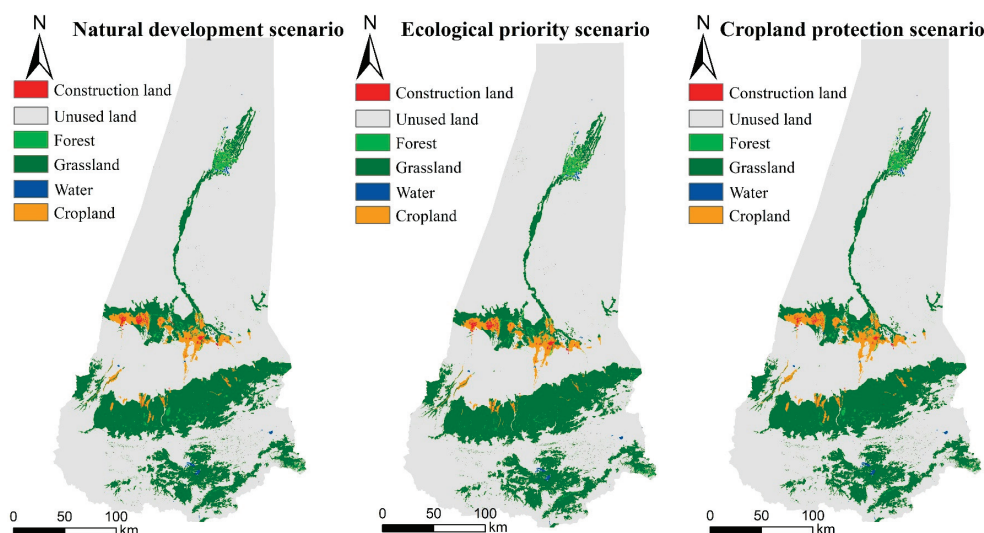 Natural development scenario
N
Construction land
Unused land
Forest
Grassland
Water
Cropland
0 50 100
km
Ecological priority scenario
N
Construction land
Unused land
Forest
Grassland
Water
Cropland
0 50 100
km
Cropland protection scenario
N
Construction land
Unused land
Forest
Grassland
Water
Cropland
0 50 100
km